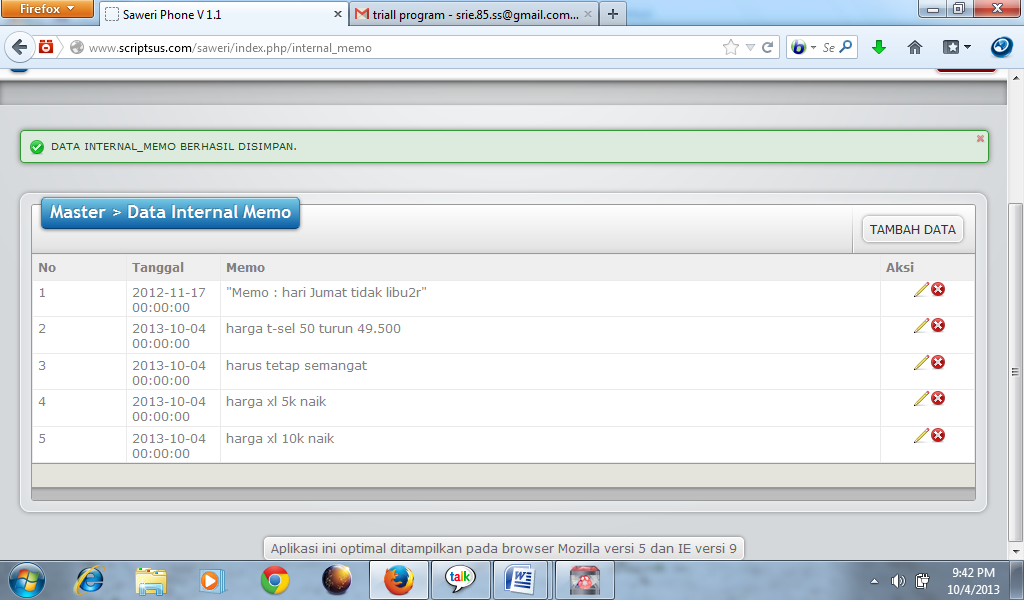 Firefox
Saweri Phone V 1.1
triall program - srie.85.ss@gmail.com...
www.scriptsus.com/saweri/index.php/internal_memo
Se
DATA INTERNAL_MEMO BERHASIL DISIMPAN.
Master > Data Internal Memo
TAMBAH DATA
No Tanggal Memo Aksi
1 2012-11-17 00:00:00 "Memo : hari Jumat tidak libu2r"
2 2013-10-04 00:00:00 harga t-sel 50 turun 49.500
3 2013-10-04 00:00:00 harus tetap semangat
4 2013-10-04 00:00:00 harga xl 5k naik
5 2013-10-04 00:00:00 harga xl 10k naik
Aplikasi ini optimal ditampilkan pada browser Mozilla versi 5 dan IE versi 9
talk
9:42 PM
10/4/2013